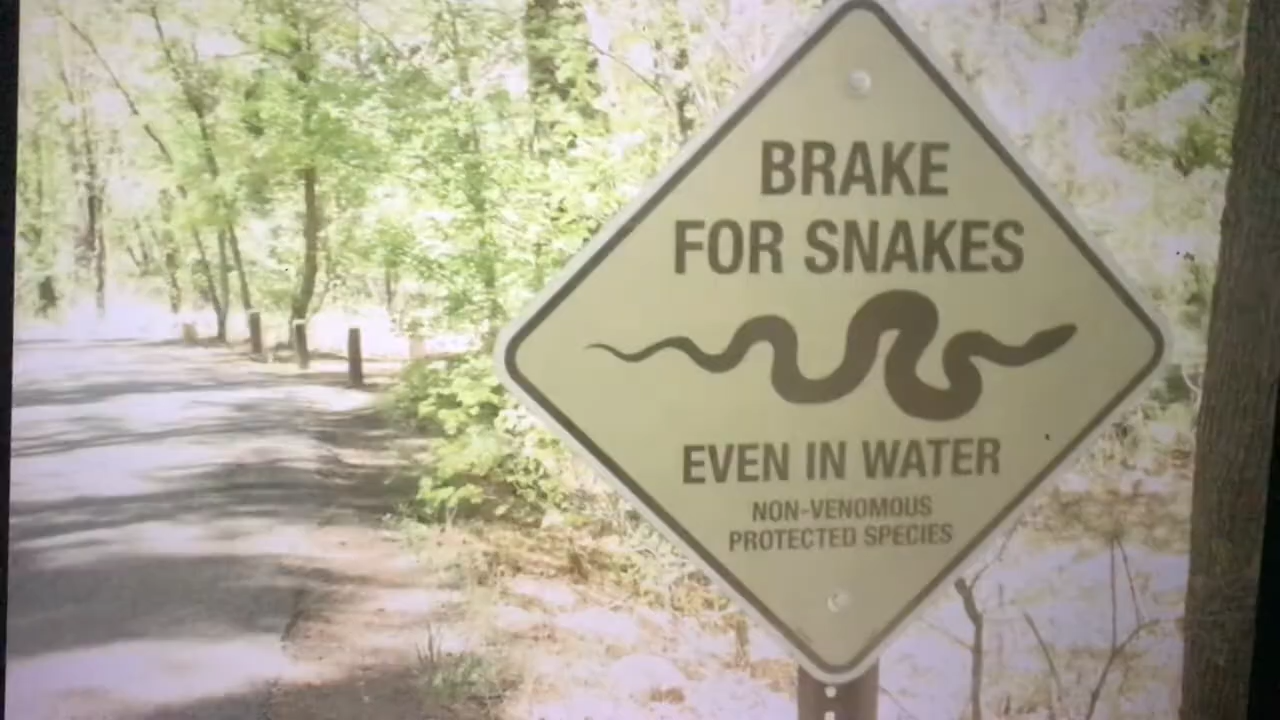 BRAKE
FOR SNAKES
EVEN IN WATER
NON-VENOMOUS
PROTECTED SPECIES